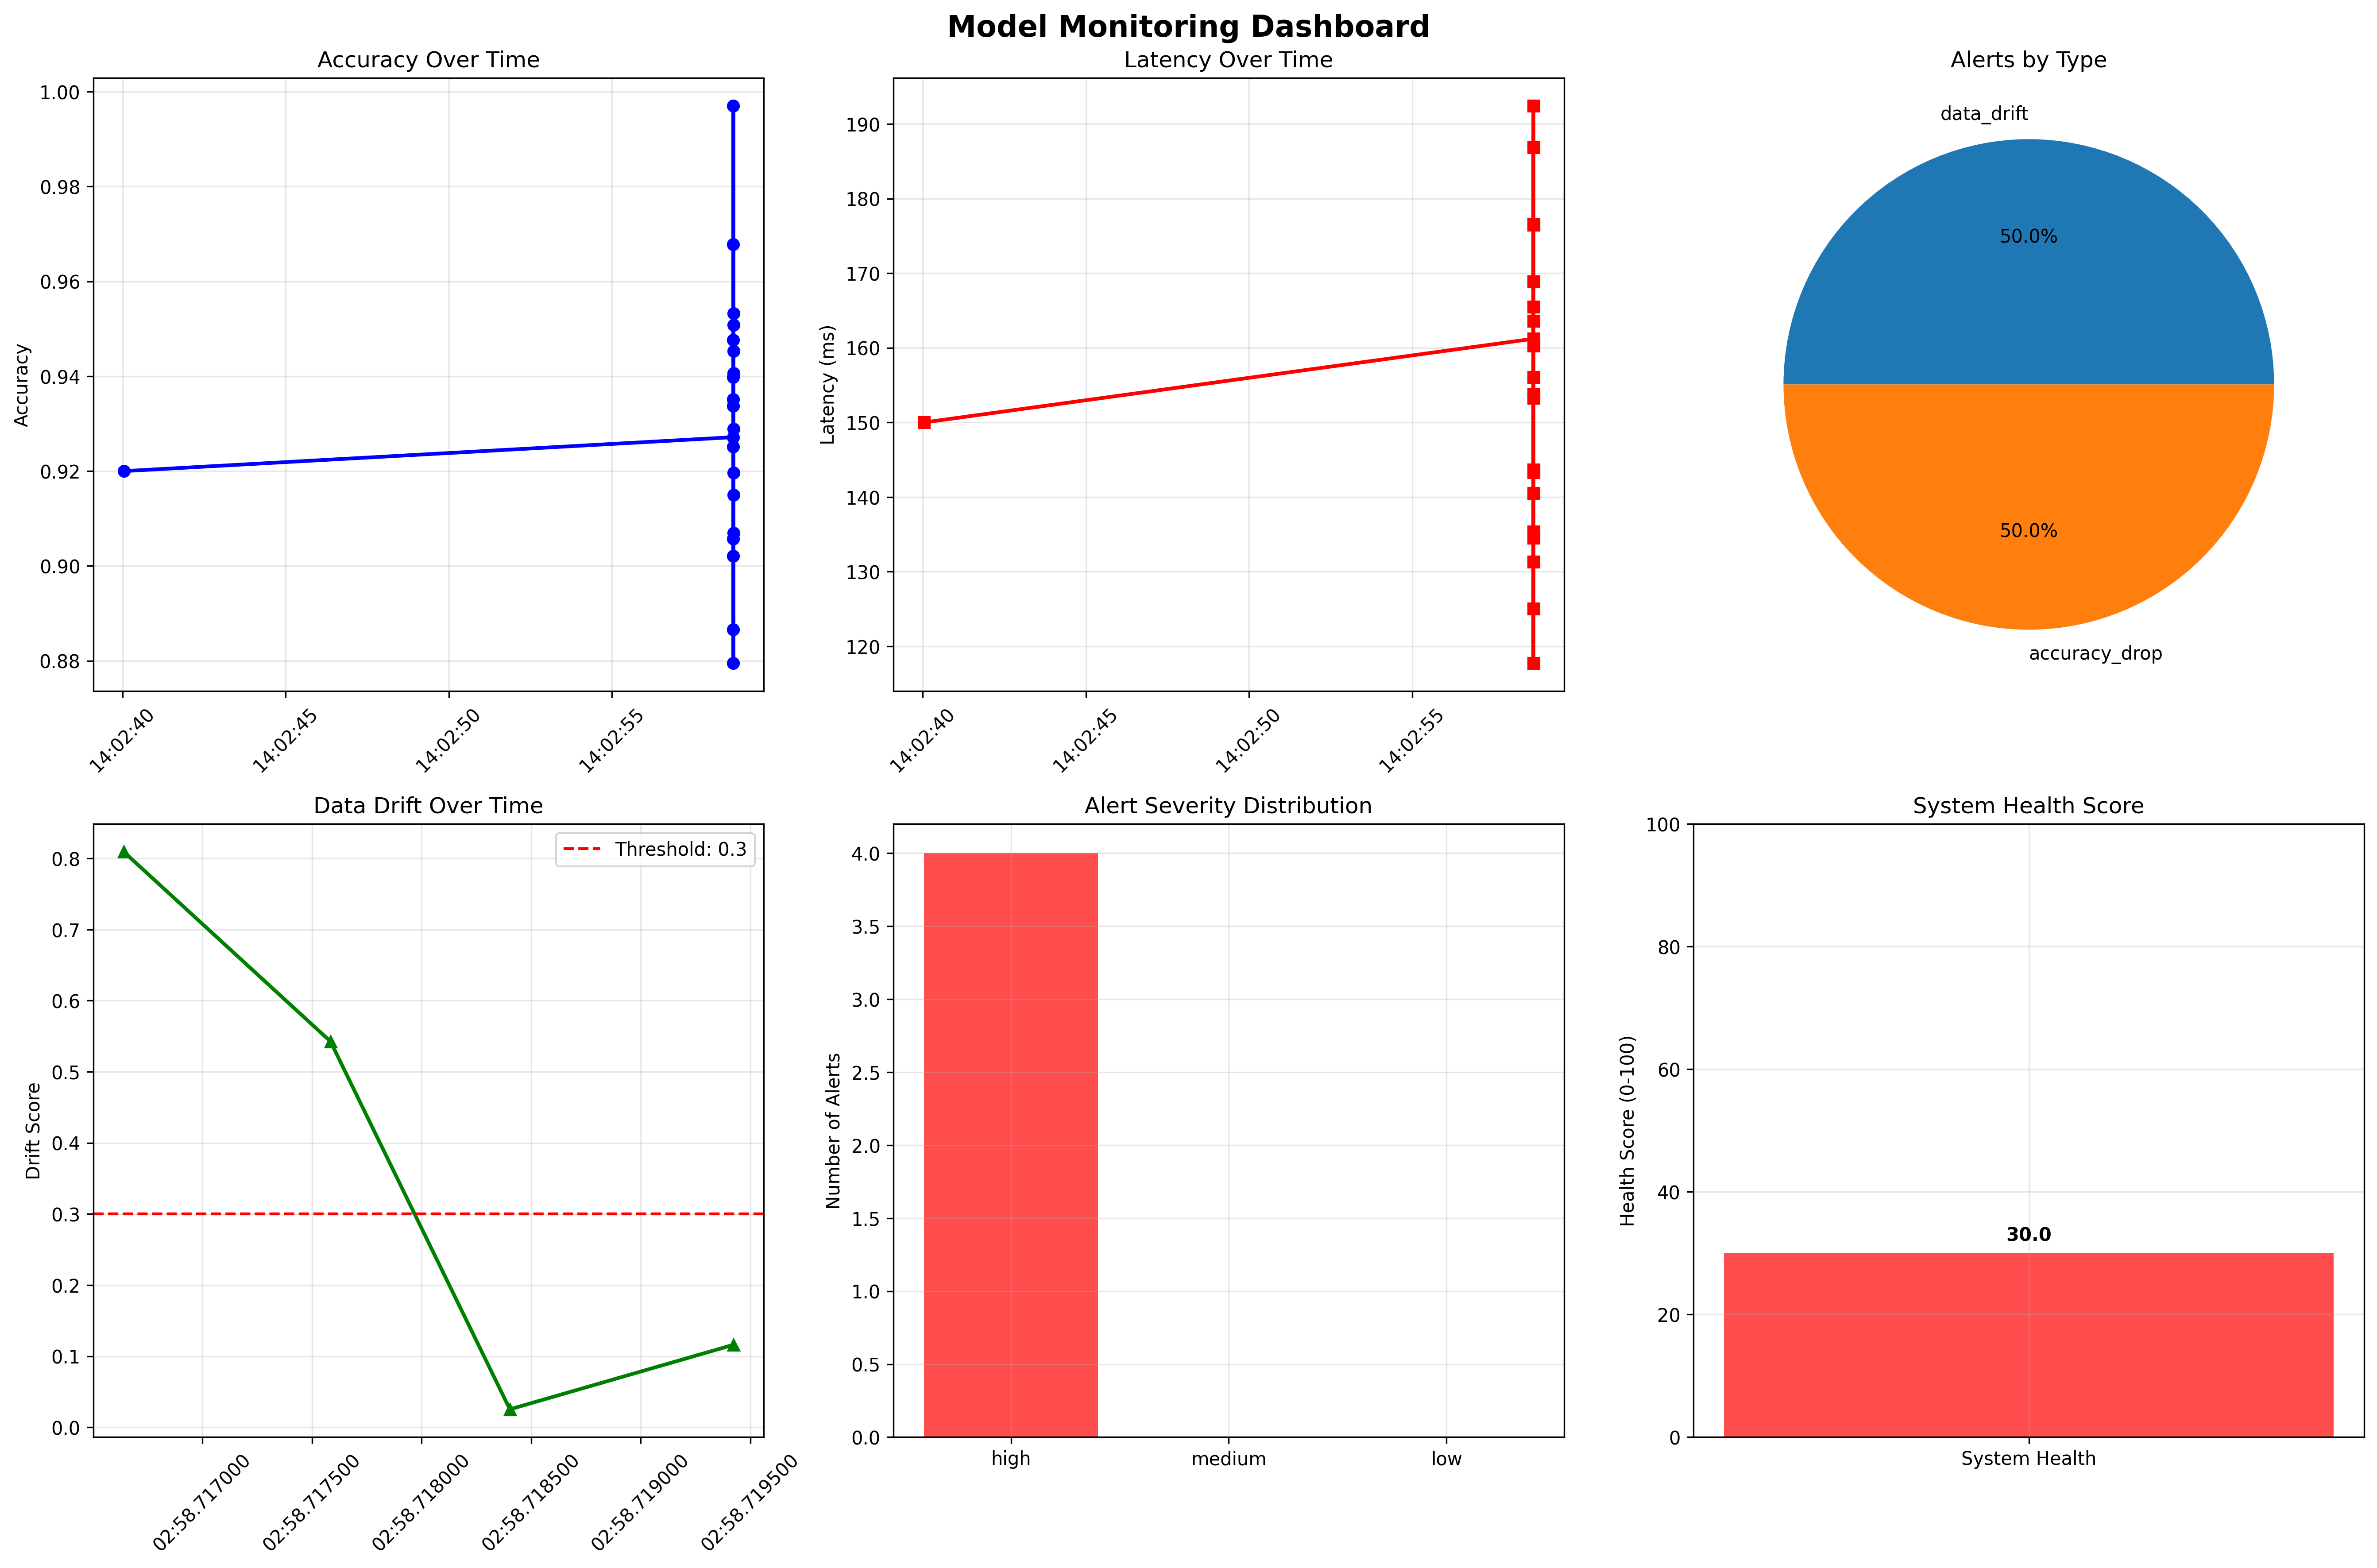 Model Monitoring Dashboard
Accuracy Over Time
Accuracy
1.00
0.98
0.96
0.94
0.92
0.90
0.88
14:02:40
14:02:45
14:02:50
14:02:55
Latency Over Time
Latency (ms)
190
180
170
160
150
140
130
120
14:02:40
14:02:45
14:02:50
14:02:55
Alerts by Type
data_drift
50.0%
50.0%
accuracy_drop
Data Drift Over Time
Threshold: 0.3
Drift Score
0.8
0.7
0.6
0.5
0.4
0.3
0.2
0.1
0.0
02:58.717000
02:58.717500
02:58.718000
02:58.718500
02:58.719000
02:58.719500
Alert Severity Distribution
Number of Alerts
4.0
3.5
3.0
2.5
2.0
1.5
1.0
0.5
0.0
high
medium
low
System Health Score
Health Score (0-100)
100
80
60
40
20
0
30.0
System Health